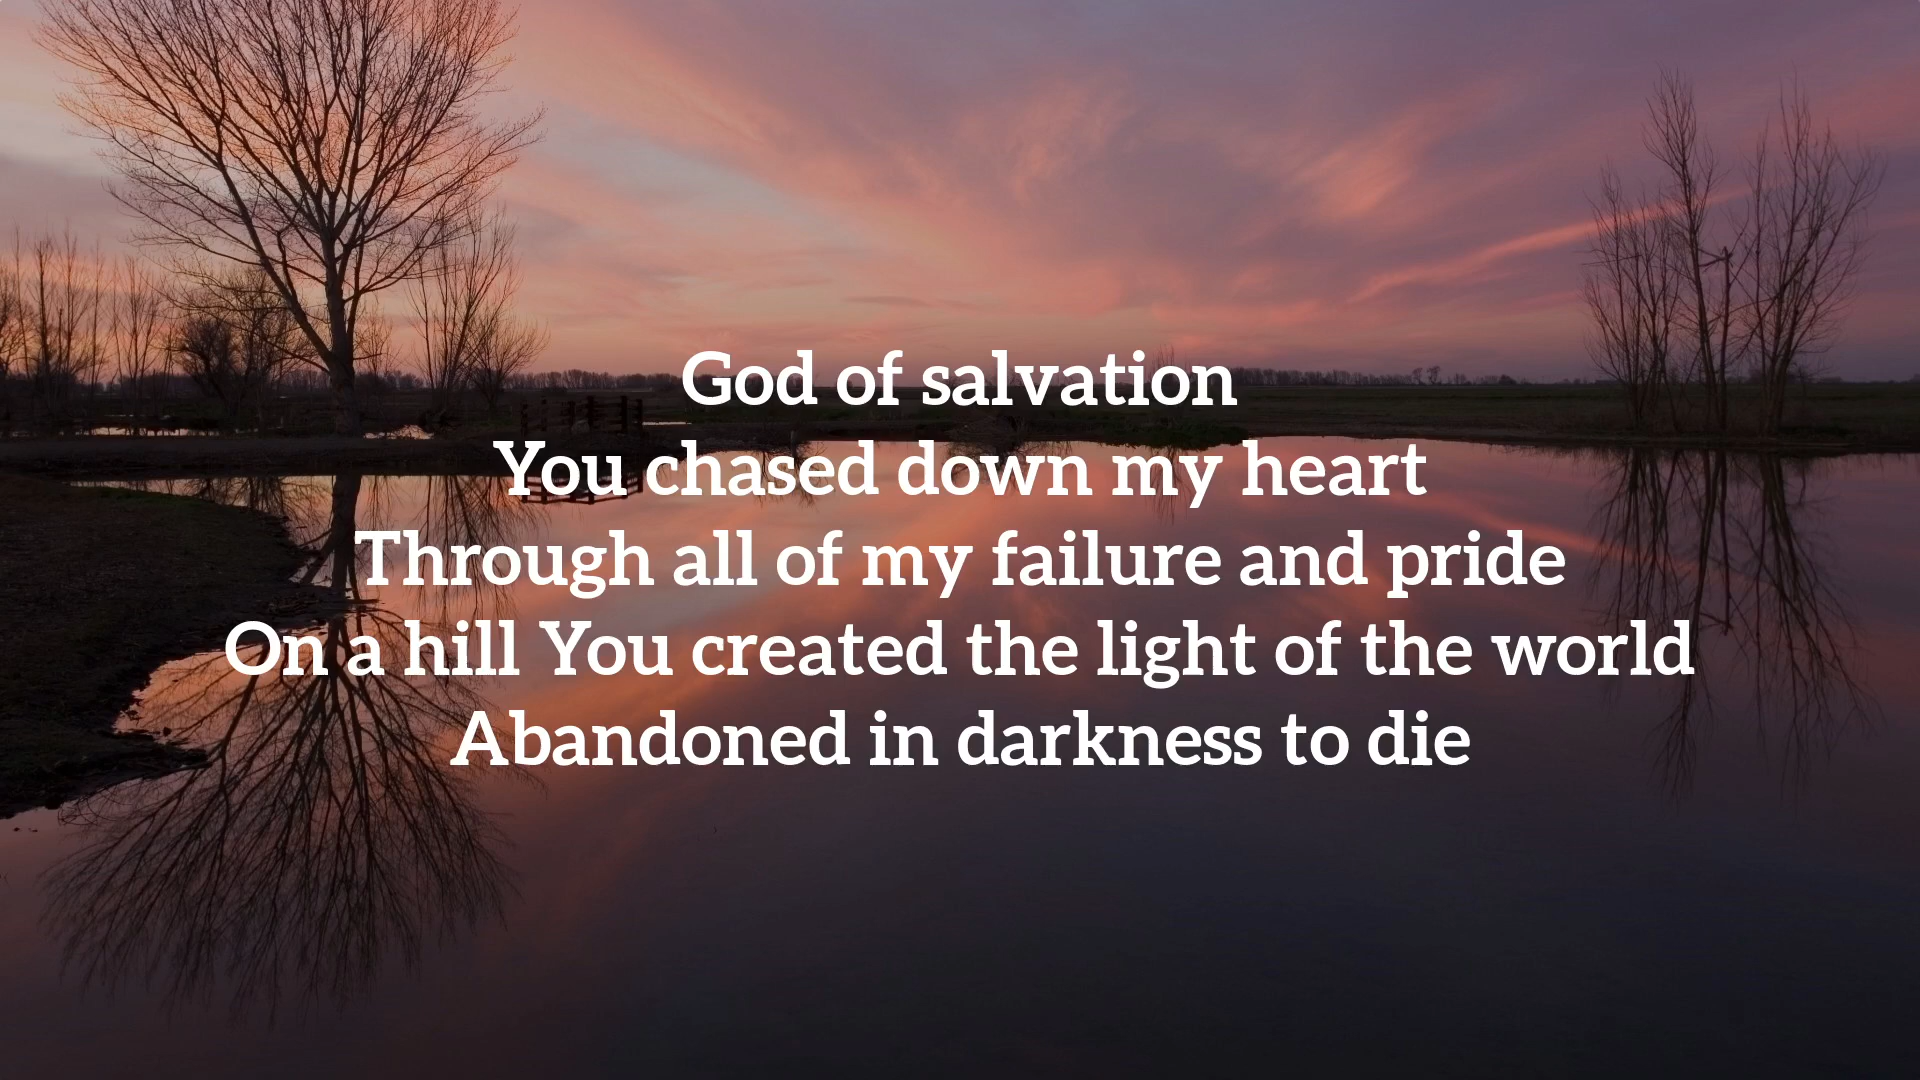 God of salvation
You chased down my heart
Through all of my failure and pride
On a hill You created the light of the world
Abandoned in darkness to die